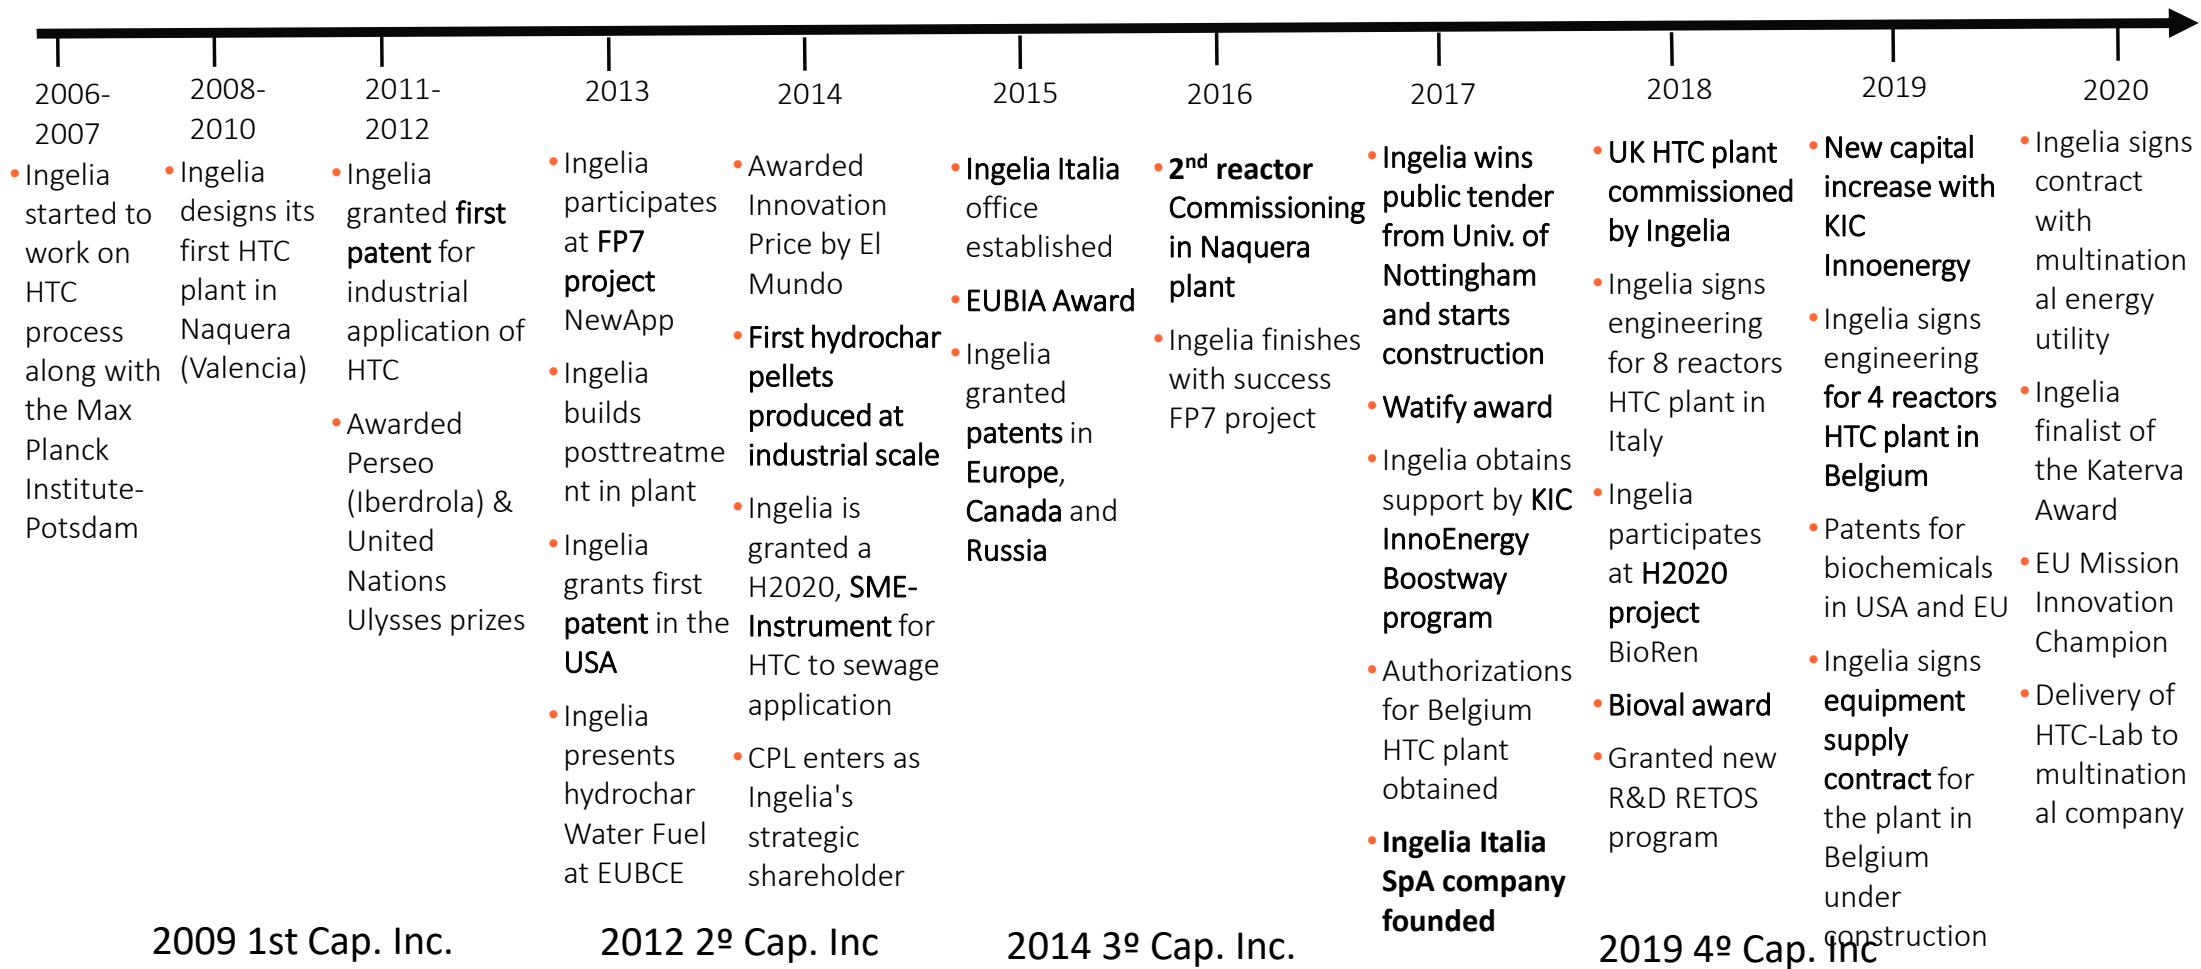 2006-
2007
• Ingelia
started to
work on
HTC
process
along with
the Max
Planck
Institute-
Potsdam
2008-
2010
• Ingelia
designs its
first HTC
plant in
Naquera
(Valencia)
2011-
2012
• Ingelia
granted first
patent for
industrial
application of
HTC
• Awarded
Perseo
(Iberdrola) &
United
Nations
Ulysses prizes
2013
• Ingelia
participates
at FP7
project
NewApp
• Ingelia
builds
posttreatme
nt in plant
• Ingelia
grants first
patent in the
USA
• Ingelia
presents
hydrochar
Water Fuel
at EUBCE
2014
• Awarded
Innovation
Price by El
Mundo
• First hydrochar
pellets
produced at
industrial scale
• Ingelia is
granted a
H2020, SME-
Instrument for
HTC to sewage
application
• CPL enters as
Ingelia's
strategic
shareholder
2015
• Ingelia Italia
office
established
• EUBIA Award
• Ingelia
granted
patents in
Europe,
Canada and
Russia
2016
• 2nd reactor
Commissioning
in Naquera
plant
• Ingelia finishes
with success
FP7 project
2017
• Ingelia wins
public tender
from Univ. of
Nottingham
and starts
construction
• Watify award
• Ingelia obtains
support by KIC
InnoEnergy
Boostway
program
• Authorizations
for Belgium
HTC plant
obtained
• Ingelia Italia
SpA company
founded
2018
• UK HTC plant
commissioned
by Ingelia
• Ingelia signs
engineering
for 8 reactors
HTC plant in
Italy
• Ingelia
participates
at H2020
project
BioRen
• Bioval award
• Granted new
R&D RETOS
program
2019
• New capital
increase with
KIC
Innoenergy
• Ingelia signs
engineering
for 4 reactors
HTC plant in
Belgium
• Patents for
biochemicals
in USA and EU
• Ingelia signs
equipment
supply
contract for
the plant in
Belgium
under
construction
2020
• Ingelia signs
contract
with
multination
al energy
utility
• Ingelia
finalist of
the Katerva
Award
• EU Mission
Innovation
Champion
• Delivery of
HTC-Lab to
multination
al company
2009 1st Cap. Inc.
2012 2º Cap. Inc
2014 3º Cap. Inc.
2019 4º Cap. Inc